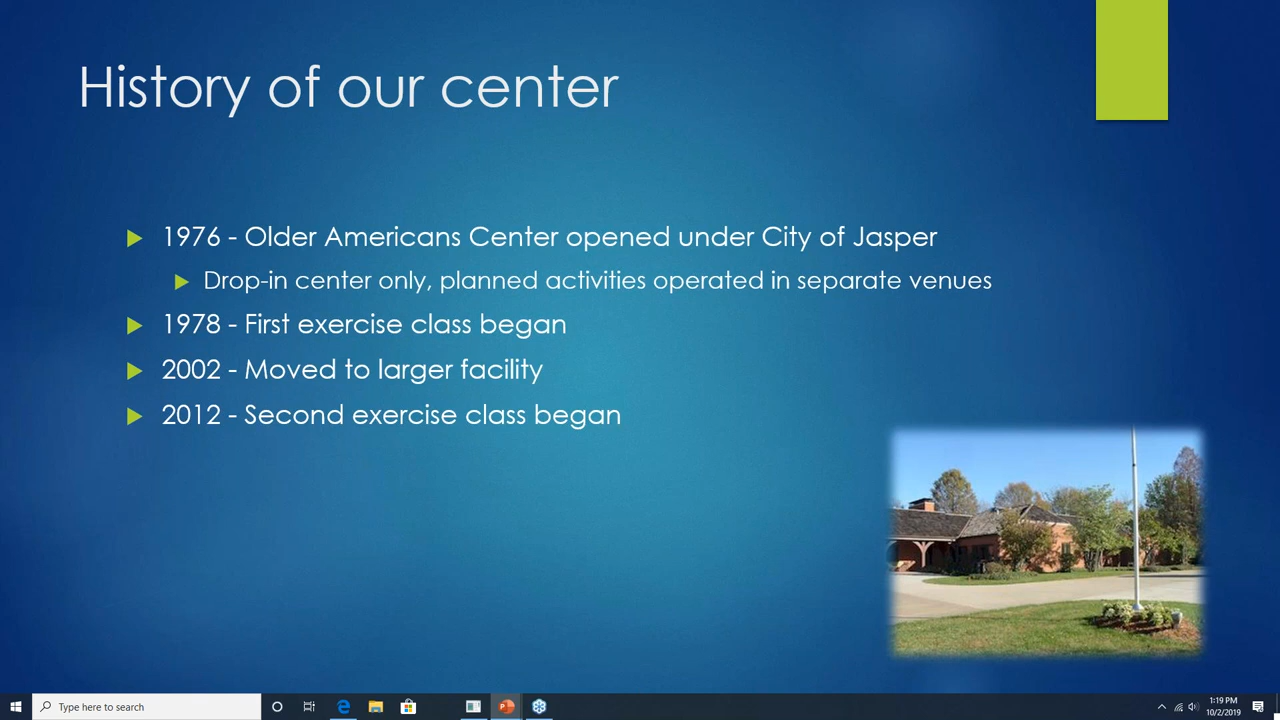 History of our center
1976 - Older Americans Center opened under City of Jasper
Drop-in center only, planned activities operated in separate venues
1978 - First exercise class began
2002 - Moved to larger facility
2012 - Second exercise class began
Type here to search
1:19 PM
10/2/2019